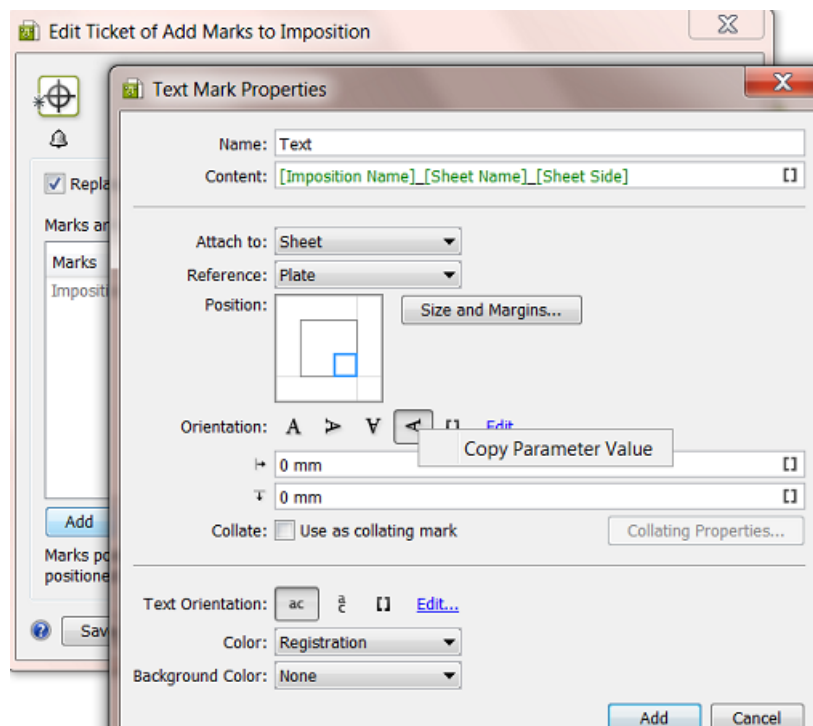 Edit Ticket of Add Marks to Imposition
Text Mark Properties
Name: Text
Content: [Imposition Name]_[Sheet Name]_[Sheet Side] []
Repla
Marks an
Marks
Impositi
Attach to: Sheet
Reference: Plate
Position:
Size and Margins...
Orientation: A A A A [] Edit
Copy Parameter Value
0 mm []
0 mm []
Collate: Use as collating mark
Collating Properties...
Add
Marks po
positione
Text Orientation: ac ac [] Edit...
Color: Registration
Background Color: None
? Sav
Add
Cancel